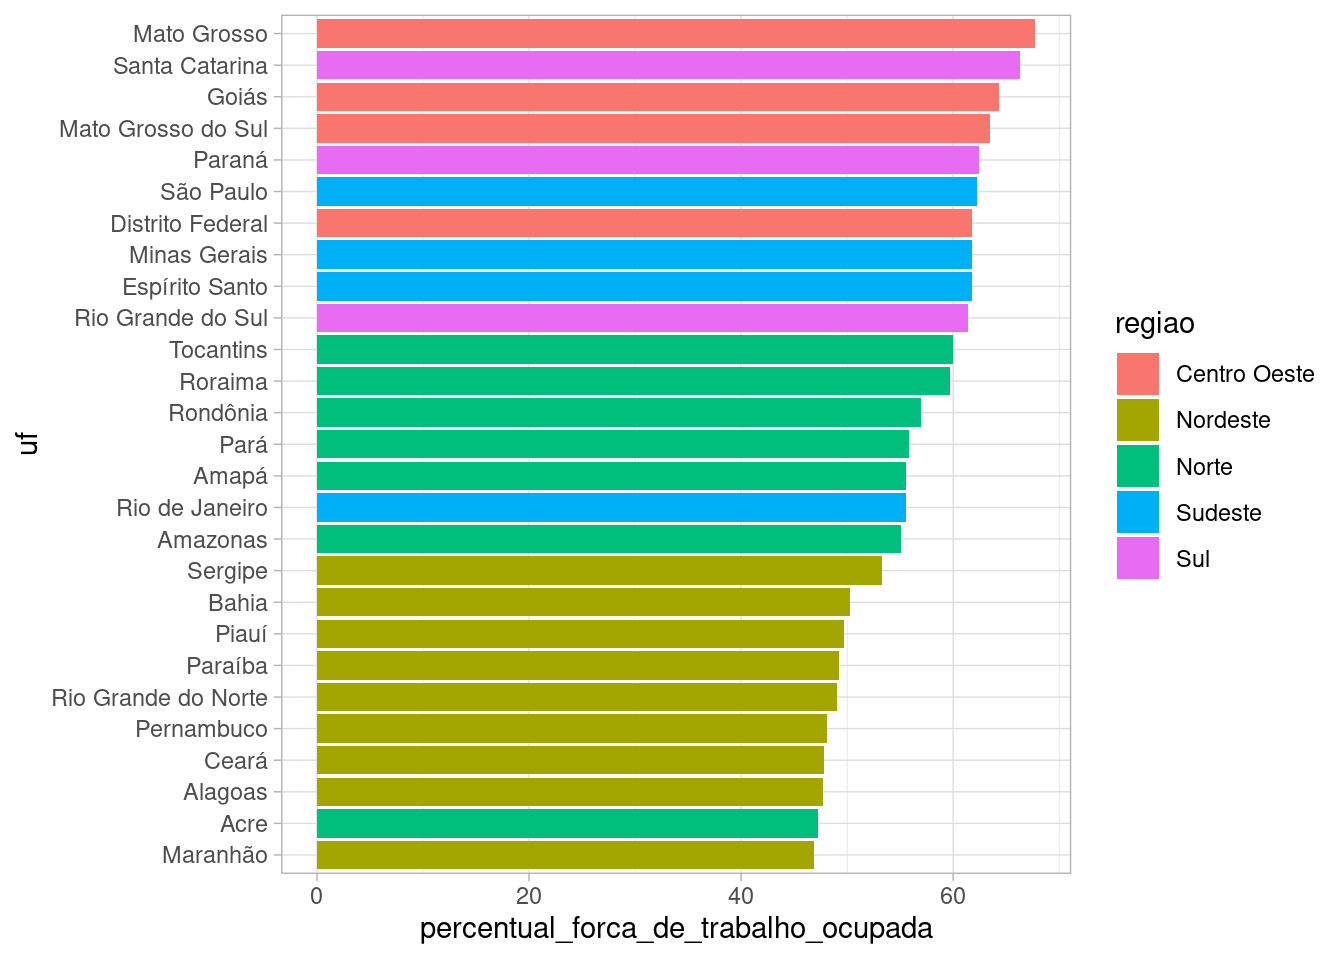 Mato Grosso
Santa Catarina
Goiás
Mato Grosso do Sul
Paraná
São Paulo
Distrito Federal
Minas Gerais
Espírito Santo
Rio Grande do Sul
Tocantins
Roraima
Rondônia
Pará
Amapá
Rio de Janeiro
Amazonas
Sergipe
Bahia
Piauí
Paraíba
Rio Grande do Norte
Pernambuco
Ceará
Alagoas
Acre
Maranhão
uf
0 20 40 60
percentual_forca_de_trabalho_ocupada
regiao
Centro Oeste
Nordeste
Norte
Sudeste
Sul